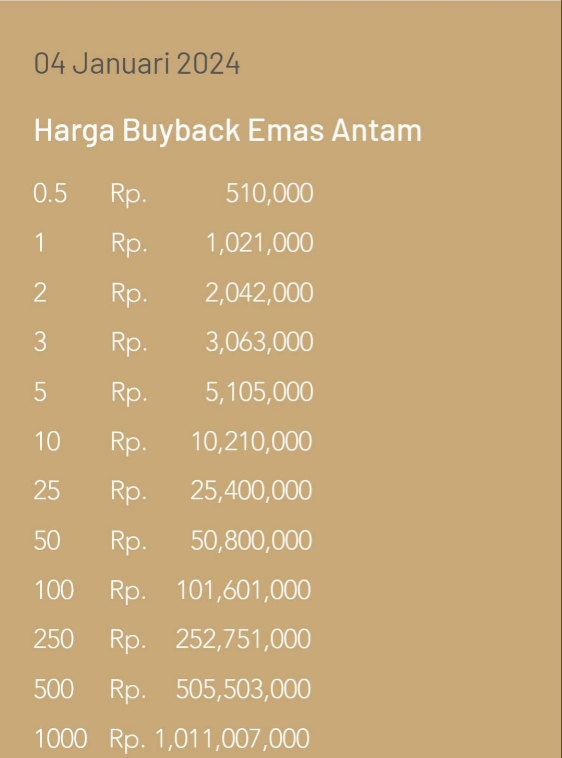 04 Januari 2024
Harga Buyback Emas Antam
0.5 Rp. 510,000
1 Rp. 1,021,000
2 Rp. 2,042,000
3 Rp. 3,063,000
5 Rp. 5,105,000
10 Rp. 10,210,000
25 Rp. 25,400,000
50 Rp. 50,800,000
100 Rp. 101,601,000
250 Rp. 252,751,000
500 Rp. 505,503,000
1000 Rp. 1,011,007,000